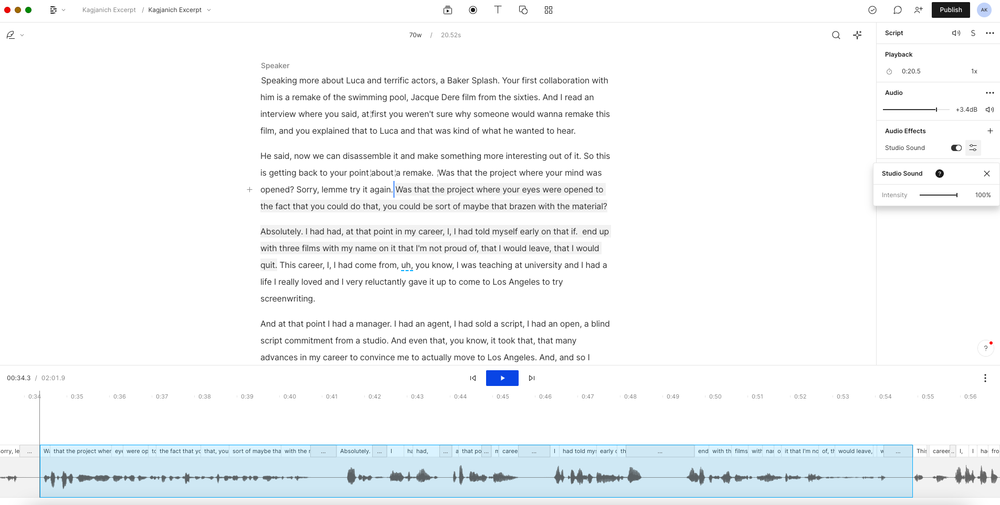 Kagjanich Excerpt / Kagjanich Excerpt
Publish
AK
70w / 20.52s
Script
S
Playback
0:20.5 1x
Audio
+3.4dB
Audio Effects
Studio Sound
Studio Sound ?
Intensity 100%
?
Speaker
Speaking more about Luca and terrific actors, a Baker Splash. Your first collaboration with
him is a remake of the swimming pool, Jacque Dere film from the sixties. And I read an
interview where you said, at first you weren't sure why someone would wanna remake this
film, and you explained that to Luca and that was kind of what he wanted to hear.
He said, now we can disassemble it and make something more interesting out of it. So this
is getting back to your point about a remake. Was that the project where your mind was
opened? Sorry, lemme try it again. Was that the project where your eyes were opened to
the fact that you could do that, you could be sort of maybe that brazen with the material?
Absolutely. I had had, at that point in my career, I, I had told myself early on that if. end up
with three films with my name on it that I'm not proud of, that I would leave, that I would
quit. This career, I, I had come from, uh, you know, I was teaching at university and I had a
life I really loved and I very reluctantly gave it up to come to Los Angeles to try
screenwriting.
And at that point I had a manager. I had an agent, I had sold a script, I had an open, a blind
script commitment from a studio. And even that, you know, it took that, that many
advances in my career to convince me to actually move to Los Angeles. And, and so I
00:34.3 / 02:01.9
0:34 0:35 0:36 0:37 0:38 0:39 0:40 0:41 0:42 0:43 0:44 0:45 0:46 0:47 0:48 0:49 0:50 0:51 0:52 0:53 0:54 0:55 0:56
orry, le ... Wa that the project wher eye were op to the fact that yo that, you sort of maybe tha with the r ... Absolutely. ... I ha had, ... a that po ... m caree ... I had told mys early o th ... end with th films with nar o it that I'm no of, th would leave, w ... This career .. I, I ha fro